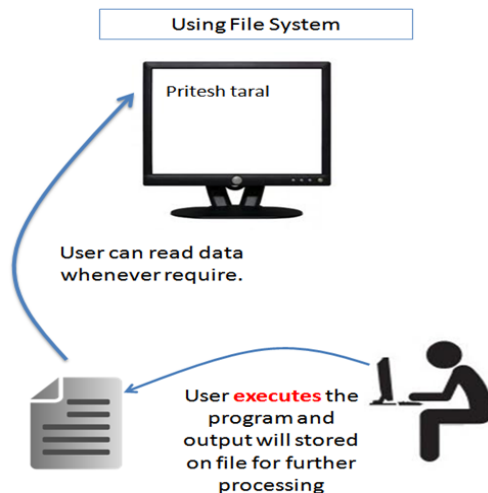 Using File System
Pritesh taral
User can read data
whenever require.
User executes the
program and
output will stored
on file for further
processing